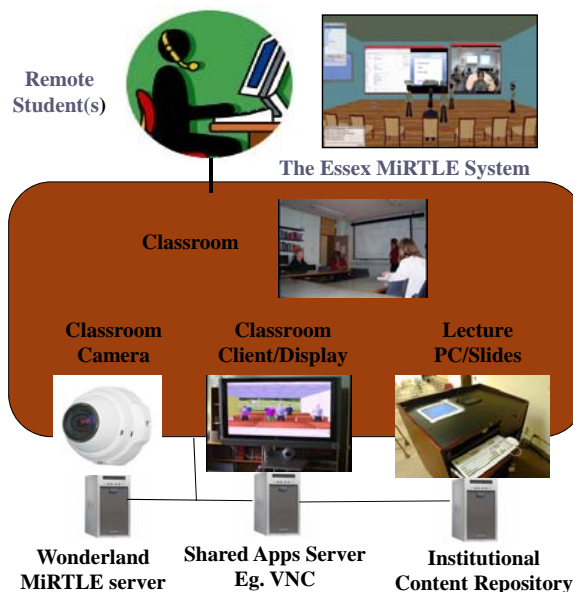 Remote
Student(s)
The Essex MiRTLE System
Classroom
Classroom
Camera
Classroom
Client/Display
Lecture
PC/Slides
Wonderland
MiRTLE server
Shared Apps Server
Eg. VNC
Institutional
Content Repository